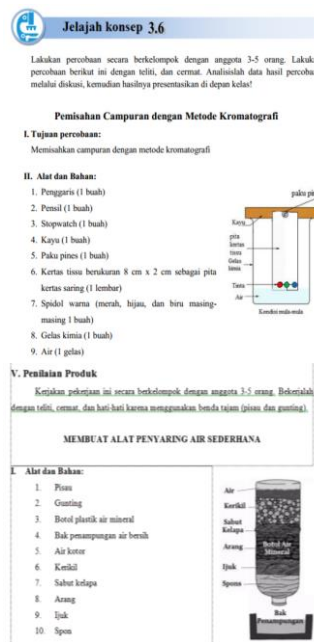 Jelajah konsep 3.6
Lakukan percobaan secara berkelompok dengan anggota 3-5 orang. Lakuk
percobaan berikut ini dengan teliti, dan cermat. Analisislah data hasil percoba
melalui diskusi, kemudian hasilnya presentasikan di depan kelas!
Pemisahan Campuran dengan Metode Kromatografi
I. Tujuan percobaan:
Memisahkan campuran dengan metode kromatografi
II. Alat dan Bahan:
1. Penggaris (1 buah)
2. Pensil (1 buah)
3. Stopwatch (1 buah)
4. Kayu (1 buah)
5. Paku pines (1 buah)
6. Kertas tissu berukuran 8 cm x 2 cm sebagai pita
kertas saring (1 lembar)
7. Spidol warna (merah, hijau, dan biru masing-
masing 1 buah)
8. Gelas kimia (1 buah)
9. Air (1 gelas)
paku pi
Kayu
pita
kertas
tissu
Gelas
kimia
Tinta
Air
Kondisi mula-mula
V. Penilaian Produk
Kerjakan pekerjaan ini secara berkelompok dengan anggota 3-5 orang. Bekerjalah
dengan teliti, cermat, dan hati-hati karena menggunakan benda tajam (pisau dan gunting).
MEMBUAT ALAT PENYARING AIR SEDERHANA
I. Alat dan Bahan:
1. Pisau
2. Gunting
3. Botol plastik air mineral
4. Bak penampungan air bersih
5. Air kotor
6. Kerikil
7. Sabut kelapa
8. Arang
9. Ijuk
10. Spon
Air
Kerikil
Sabut
Kelapa
Arang
Ijuk
Spons
Botol Air
Mineral
Bak
Penampungan